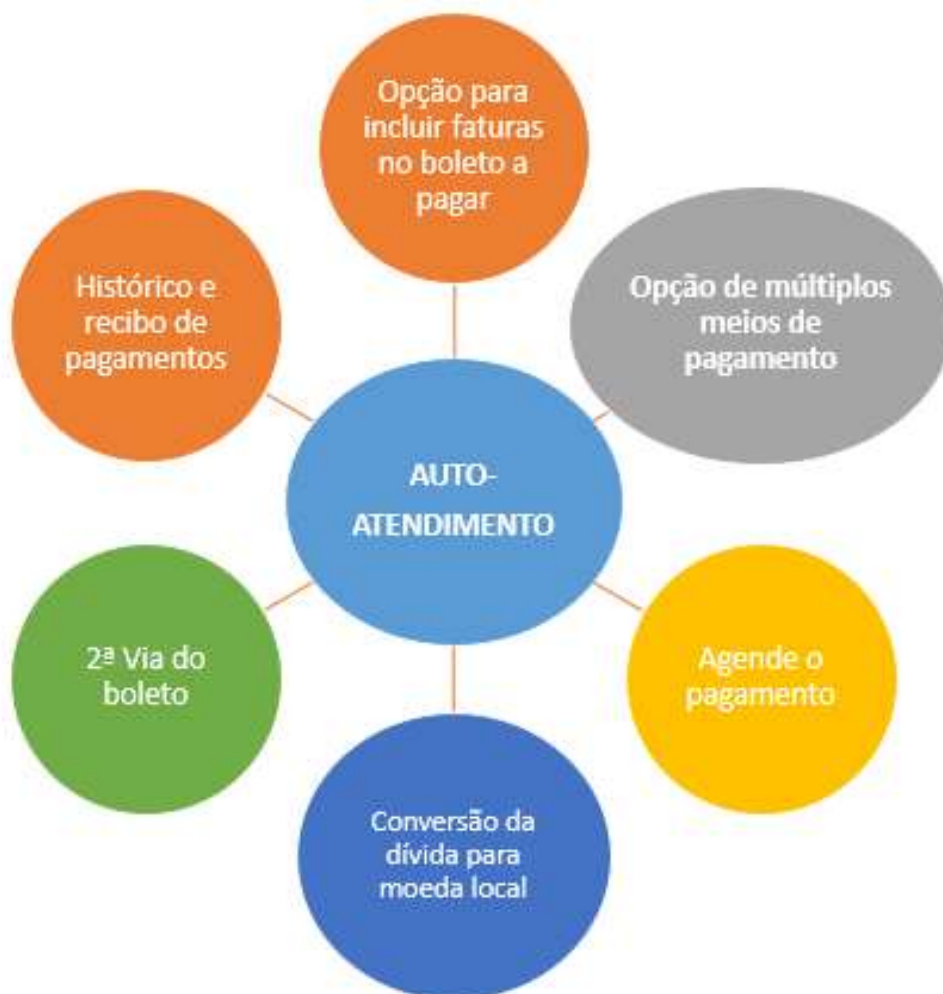 Opção para
incluir faturas
no boleto a
pagar
Histórico e
recibo de
pagamentos
Opção de múltiplos
meios de
pagamento
AUTO-
ATENDIMENTO
2ª Via do
boleto
Agende o
pagamento
Conversão da
dívida para
moeda local